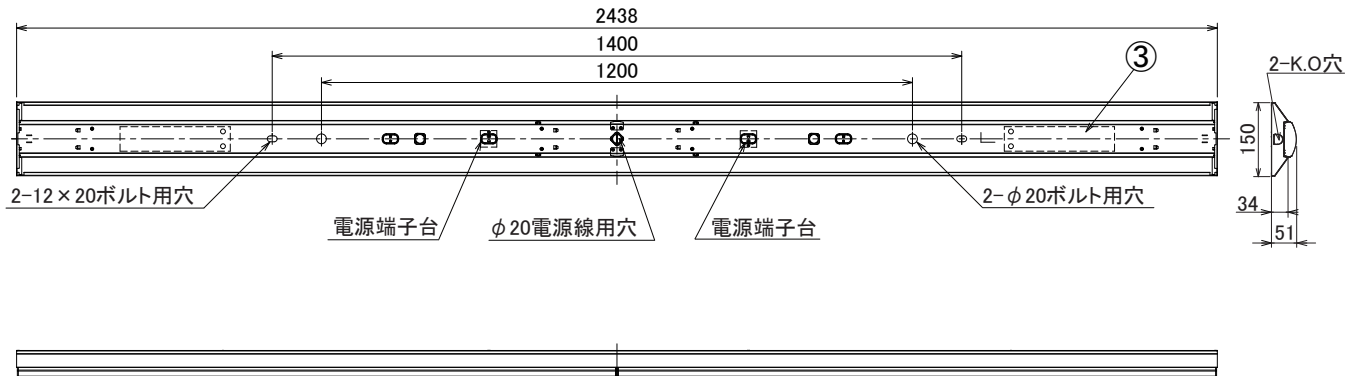 2438
1400
1200
③
2-K.O穴
150
2-12×20ボルト用穴
2-φ20ボルト用穴
電源端子台
φ20電源線用穴
電源端子台
34
51